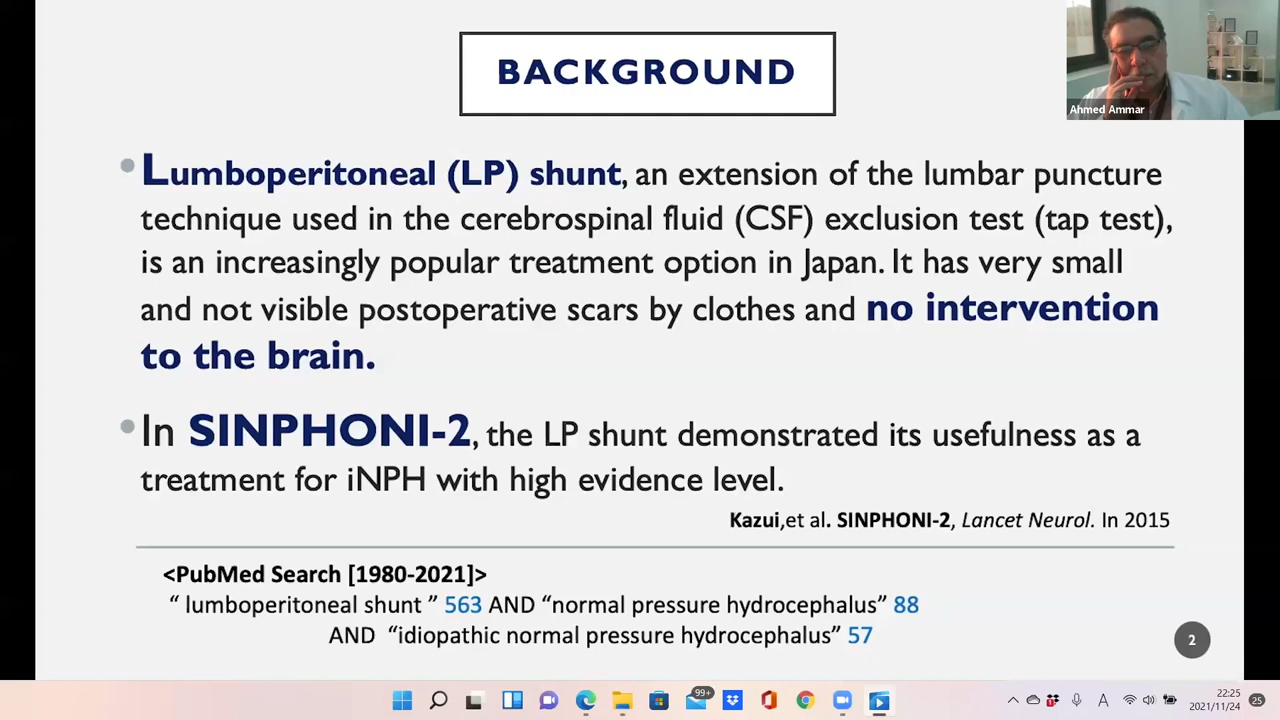 BACKGROUND
Ahmed Ammar
• Lumboperitoneal (LP) shunt, an extension of the lumbar puncture
technique used in the cerebrospinal fluid (CSF) exclusion test (tap test),
is an increasingly popular treatment option in Japan. It has very small
and not visible postoperative scars by clothes and no intervention
to the brain.
• In SINPHONI-2, the LP shunt demonstrated its usefulness as a
treatment for iNPH with high evidence level.
Kazui,et al. SINPHONI-2, Lancet Neurol. In 2015
<PubMed Search [1980-2021]>
“ lumboperitoneal shunt ” 563 AND “normal pressure hydrocephalus” 88
AND “idiopathic normal pressure hydrocephalus” 57
2
99+
A
22:25
2021/11/24
25